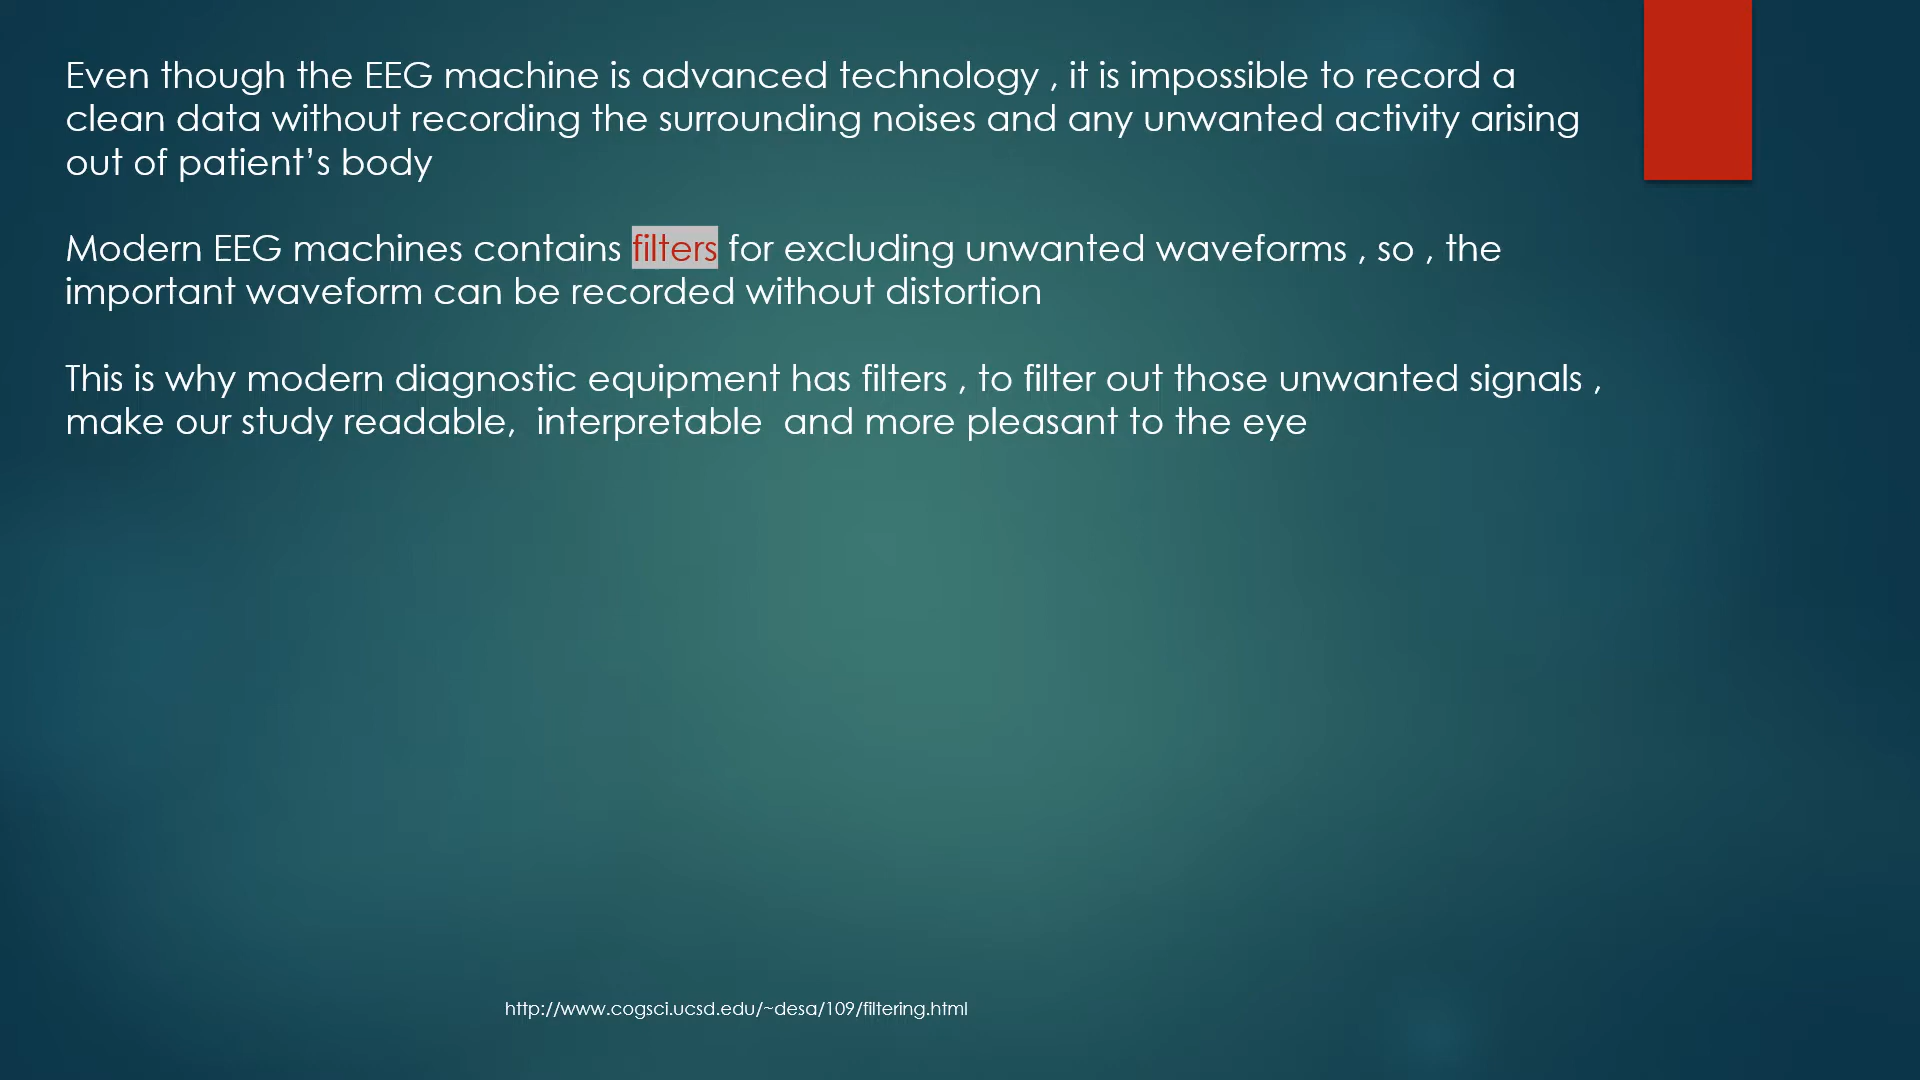 Even though the EEG machine is advanced technology , it is impossible to record a
clean data without recording the surrounding noises and any unwanted activity arising
out of patient’s body
Modern EEG machines contains filters for excluding unwanted waveforms , so , the
important waveform can be recorded without distortion
This is why modern diagnostic equipment has filters , to filter out those unwanted signals ,
make our study readable,  interpretable  and more pleasant to the eye
http://www.cogsci.ucsd.edu/~desa/109/filtering.html